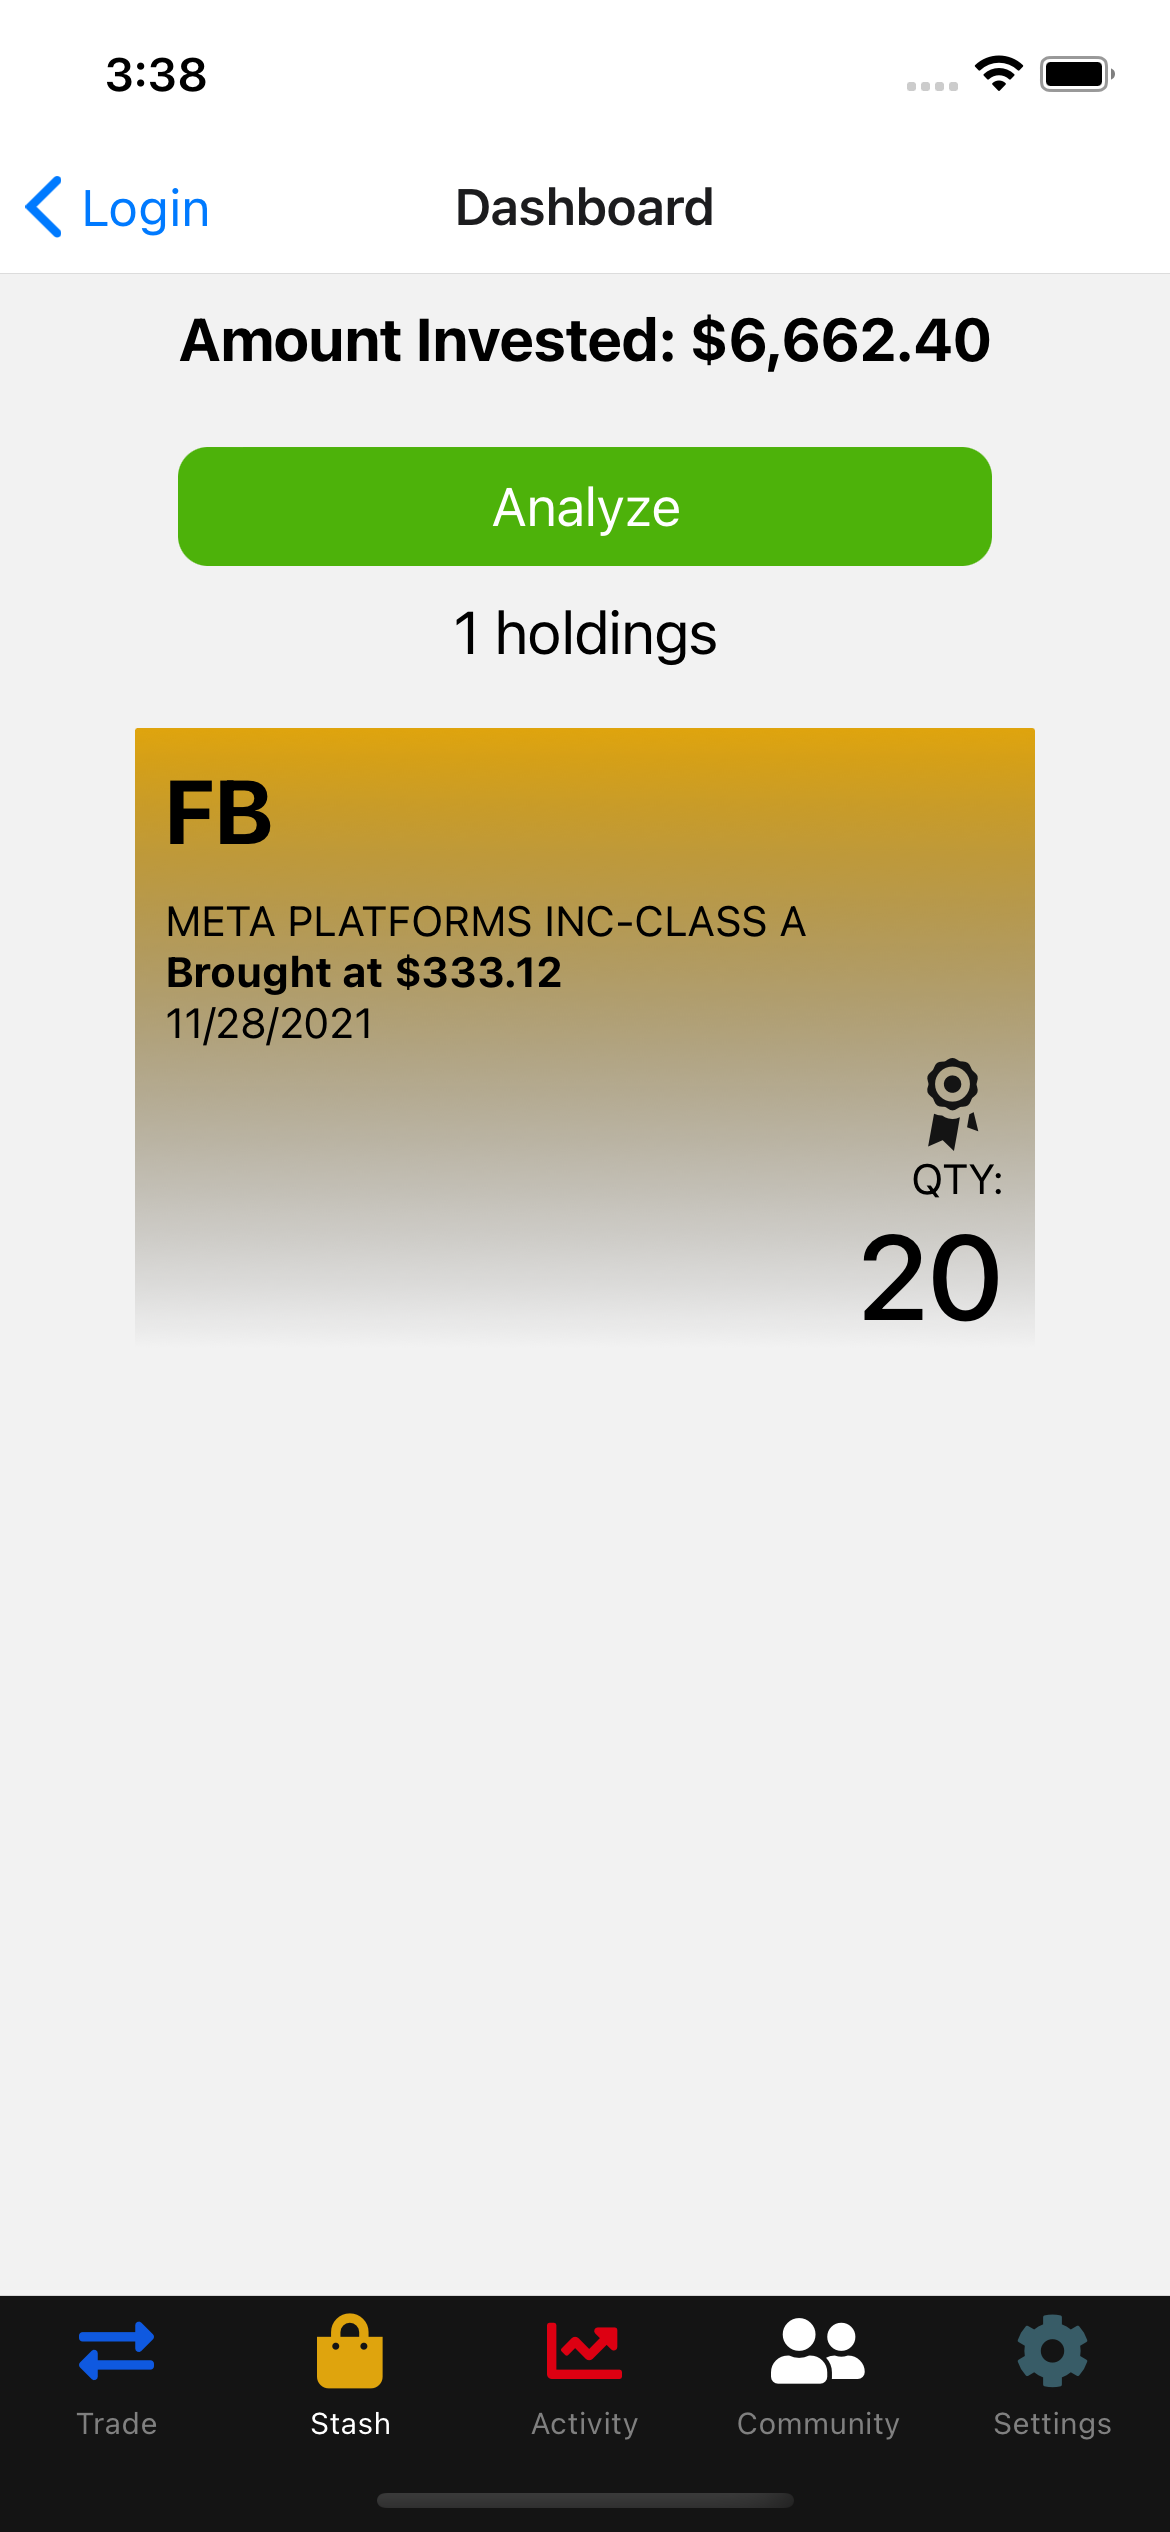 3:38
Login
Dashboard
Amount Invested: $6,662.40
Analyze
1 holdings
FB
META PLATFORMS INC-CLASS A
Brought at $333.12
11/28/2021
QTY:
20
Trade
Stash
Activity
Community
Settings